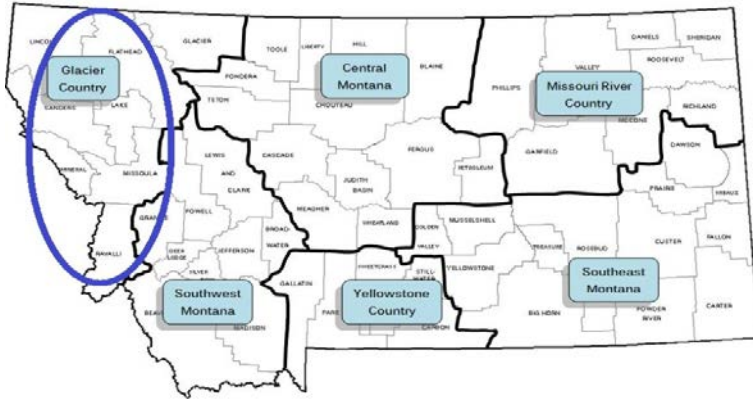 LINCOLN
FLATHEAD
GLACIER
Glacier
Country
SANDERS
LAKE
MINERAL
MISSOULA
RAVALLI
TOOLE
LIBERTY
HILL
BLAINE
PONDERA
TETON
Central
Montana
CHOUTEAU
CASCADE
FERGUS
JUDITH
BASIN
PETROLEUM
MEAGHER
WHEATLAND
GOLDEN
VALLEY
DANIELS
SHERIDAN
VALLEY
ROOSEVELT
PHILLIPS
Missouri River
Country
RICHLAND
MCCONE
GARFIELD
DAWSON
LEWIS
AND
CLARK
POWELL
GRANITE
BROAD-
WATER
JEFFERSON
DEER
LODGE
SILVER
Southwest
Montana
BEAV
MADISON
GALLATIN
PARK
SWEETGRASS
STILL-
WATER
Yellowstone
Country
CARBON
MUSSELSHELL
YELLOWSTONE
TREASURE
ROSEBUD
PRAIRIE
WIBAUX
CUSTER
FALLON
Southeast
Montana
BIG HORN
POWDER
RIVER
CARTER